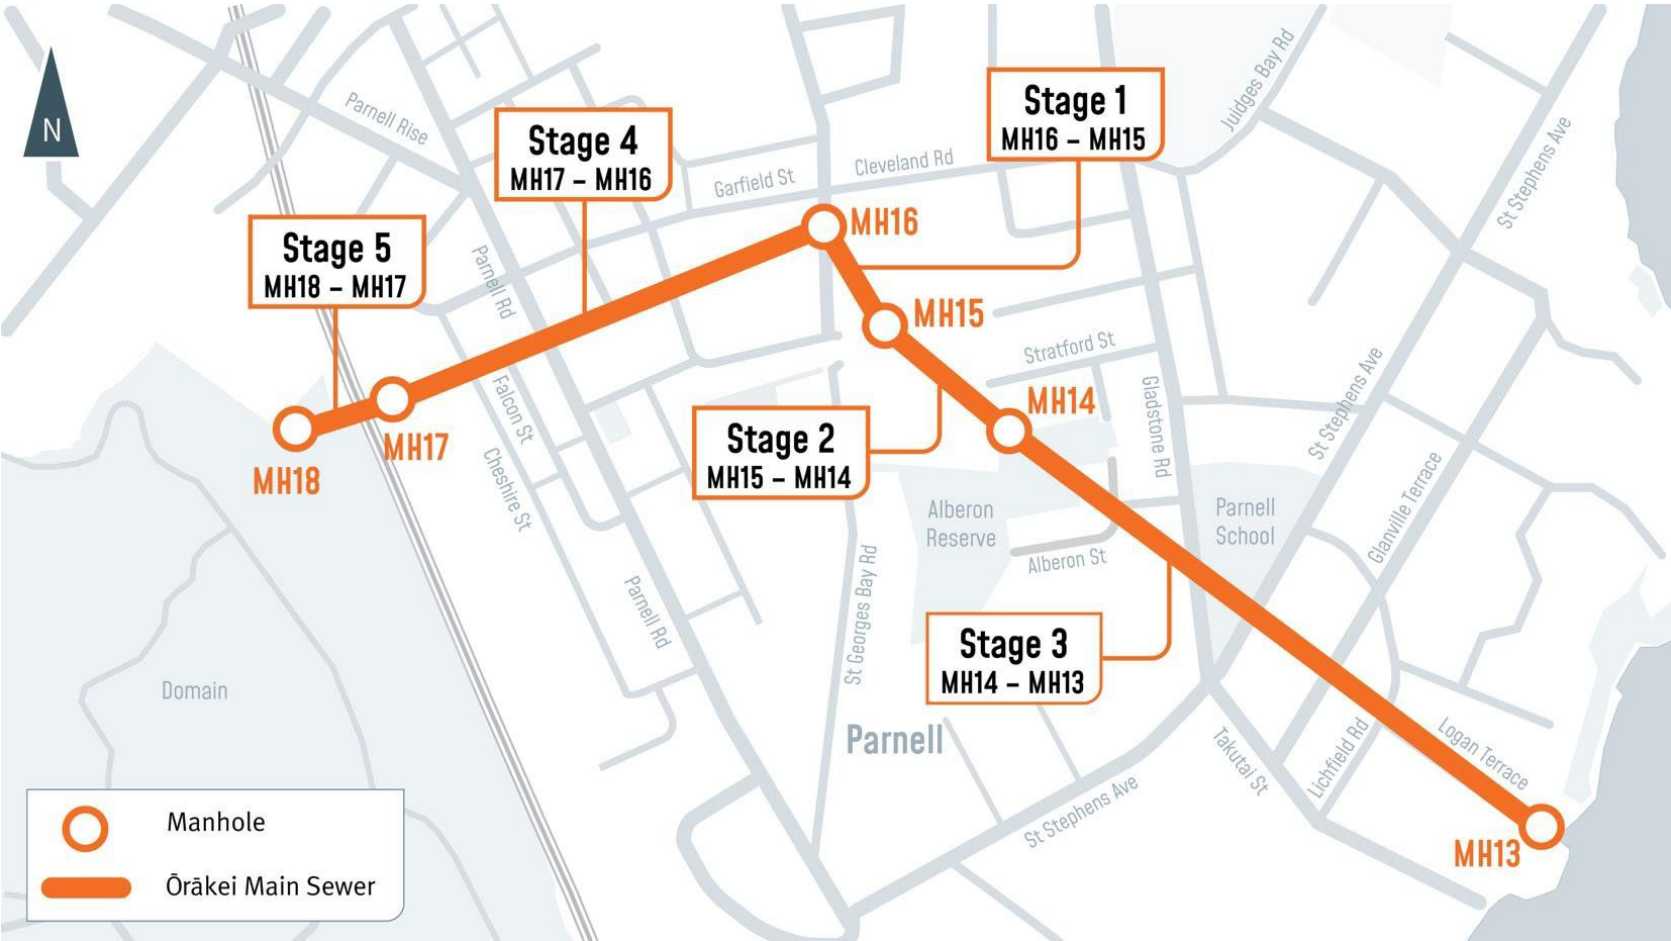 N
Parnell Rise
Stage 4
MH17 – MH16
Stage 1
MH16 – MH15
Juidges Bay Rd
St Stephens Ave
Garfield St
Cleveland Rd
Stage 5
MH18 – MH17
Parnell Rd
MH16
MH15
Stratford St
MH14
Gladstone Rd
St Stephens Ave
Falcon St
MH17
MH18
Cheshire St
Stage 2
MH15 – MH14
Alberon
Reserve
Parnell
School
Glanville Terrace
Alberon St
St Georges Bay Rd
Parnell Rd
Stage 3
MH14 – MH13
Domain
Parnell
Takutai St
Lichfield Rd
Logan Terrace
St Stephens Ave
MH13
Manhole
Ōrākei Main Sewer